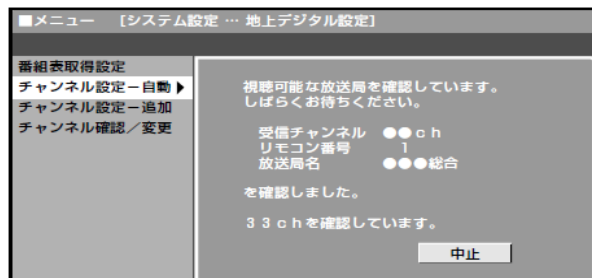 ■メニュー [システム設定 … 地上デジタル設定]
番組表取得設定
チャンネル設定－自動▶
チャンネル設定－追加
チャンネル確認／変更
視聴可能な放送局を確認しています。
しばらくお待ちください。
受信チャンネル ●●ｃｈ
リモコン番号 １
放送局名 ●●●総合
を確認しました。
３３ｃｈを確認しています。
中止